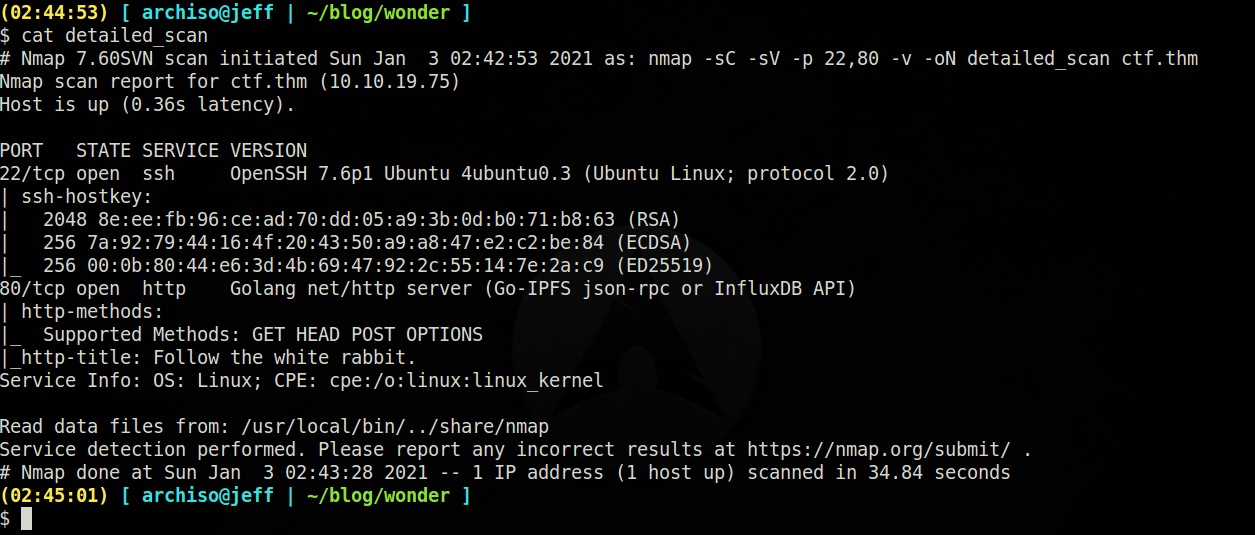 (02:44:53) [ archiso@jeff | ~/blog/wonder ]
$ cat detailed_scan
# Nmap 7.60SVN scan initiated Sun Jan  3 02:42:53 2021 as: nmap -sC -sV -p 22,80 -v -oN detailed_scan ctf.thm
Nmap scan report for ctf.thm (10.10.19.75)
Host is up (0.36s latency).

PORT   STATE SERVICE VERSION
22/tcp open  ssh     OpenSSH 7.6p1 Ubuntu 4ubuntu0.3 (Ubuntu Linux; protocol 2.0)
| ssh-hostkey:
|   2048 8e:ee:fb:96:ce:ad:70:dd:05:a9:3b:0d:b0:71:b8:63 (RSA)
|   256 7a:92:79:44:16:4f:20:43:50:a9:a8:47:e2:c2:be:84 (ECDSA)
|_  256 00:0b:80:44:e6:3d:4b:69:47:92:2c:55:14:7e:2a:c9 (ED25519)
80/tcp open  http    Golang net/http server (Go-IPFS json-rpc or InfluxDB API)
| http-methods:
|_  Supported Methods: GET HEAD POST OPTIONS
|_http-title: Follow the white rabbit.
Service Info: OS: Linux; CPE: cpe:/o:linux:linux_kernel

Read data files from: /usr/local/bin/../share/nmap
Service detection performed. Please report any incorrect results at https://nmap.org/submit/ .
# Nmap done at Sun Jan  3 02:43:28 2021 -- 1 IP address (1 host up) scanned in 34.84 seconds
(02:45:01) [ archiso@jeff | ~/blog/wonder ]
$